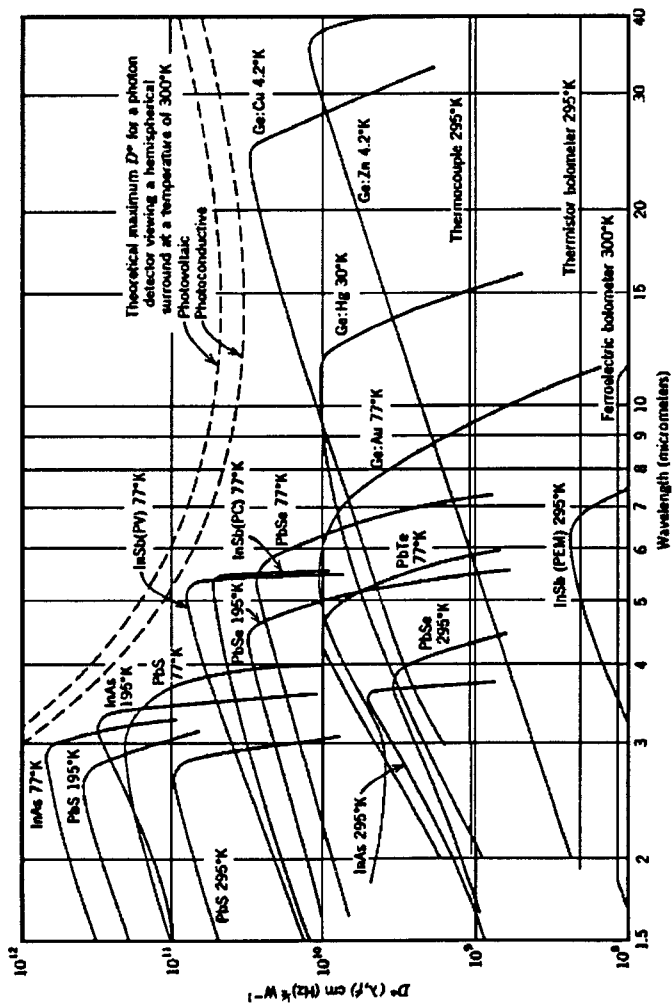 Theoretical maximum D* for a photon
detector viewing a hemispherical
surround at a temperature of 300°K
Photovoltaic
Photoconductive
InAs 77°K
PbS 195°K
InAs
195°K
PbS
77°K
PbS 295°K
InSb(PV) 77°K
InSb(PC) 77°K
PbSe 77°K
PbSe 195°K
Ge:Cu 4.2°K
Ge:Zn 4.2°K
Ge:Hg 30°K
Ge:Au 77°K
PbTe
77°K
PbSe
295°K
InAs 295°K
Thermocouple 295°K
Thermistor bolometer 295°K
Ferroelectric bolometer 300°K
InSb (PEM) 295°K
D* (λ, f) cm (Hz)½ W⁻¹
10¹²
10¹¹
10¹⁰
10⁹
10⁸
1.5 2 3 4 5 6 7 8 9 10 15 20 30 40
Wavelength (micrometers)